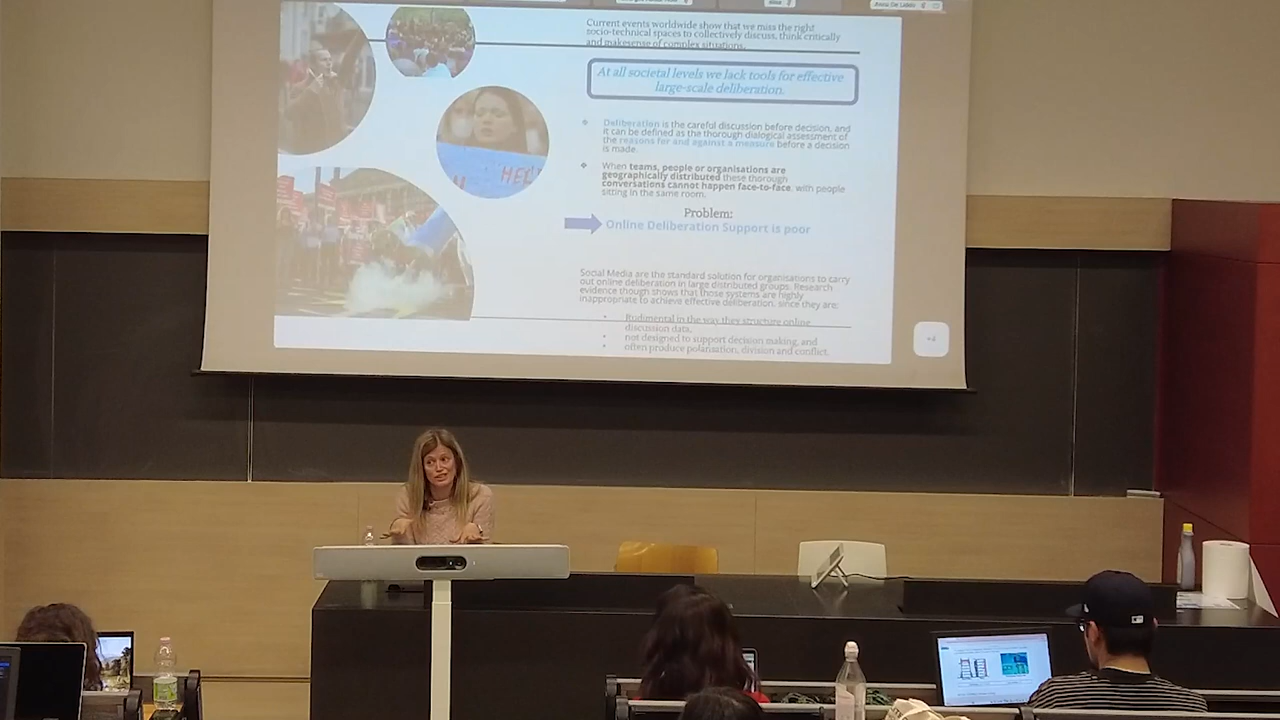 Anna De Liddo
Current events worldwide show that we miss the right
socio-technical spaces to collectively discuss, think critically
and makesense of complex situations.
At all societal levels we lack tools for effective
large-scale deliberation.
Deliberation is the careful discussion before decision, and
it can be defined as the thorough dialogical assessment of
the reasons for and against a measure before a decision
is made.
When teams, people or organisations are
geographically distributed these thorough
conversations cannot happen face-to-face, with people
sitting in the same room.
Problem:
Online Deliberation Support is poor
Social Media are the standard solution for organisations to carry
out online deliberation in large distributed groups. Research
evidence though shows that those systems are highly
inappropriate to achieve effective deliberation, since they are:
Rudimental in the way they structure online
discussion data,
not designed to support decision making, and
often produce polarisation, division and conflict.
HEL
+4